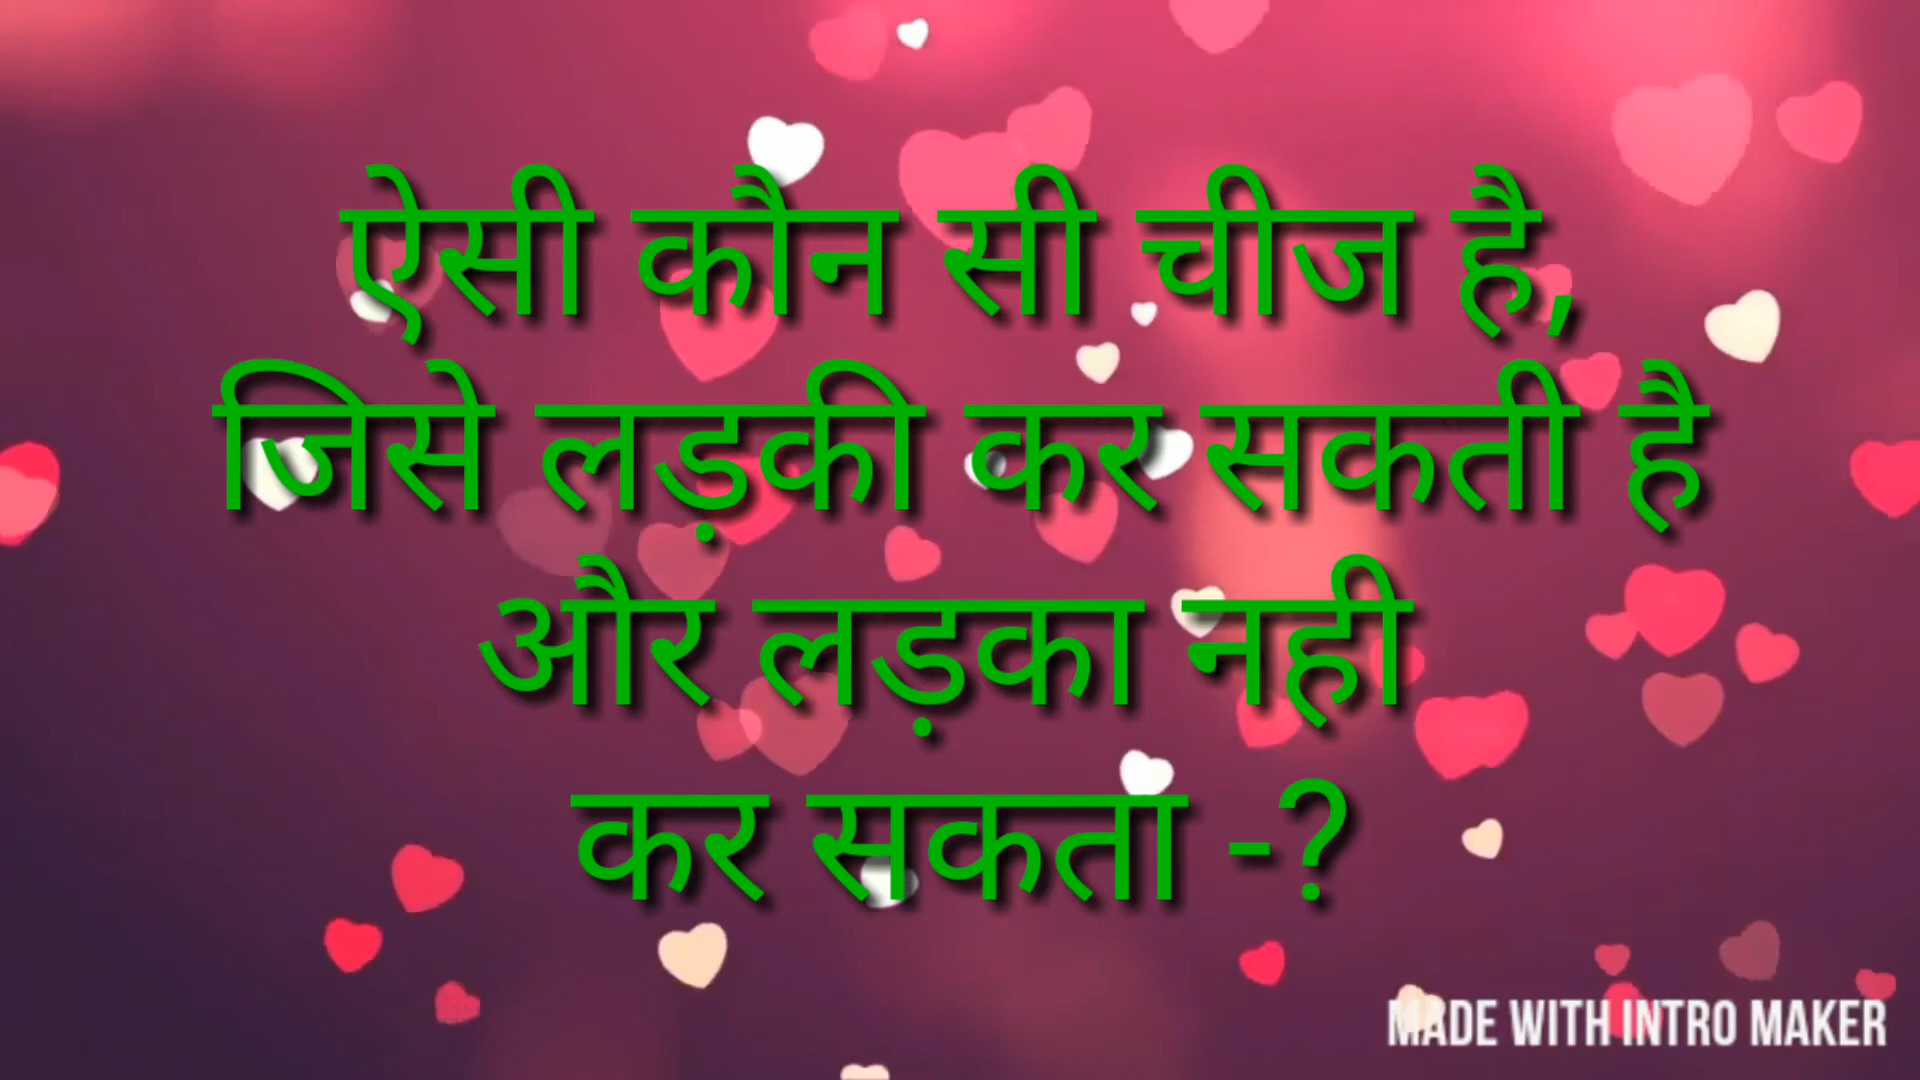 ऐसी कौन सी चीज है,
जिसे लड़की कर सकती है
और लड़का नही
कर सकता -?
MADE WITH INTRO MAKER